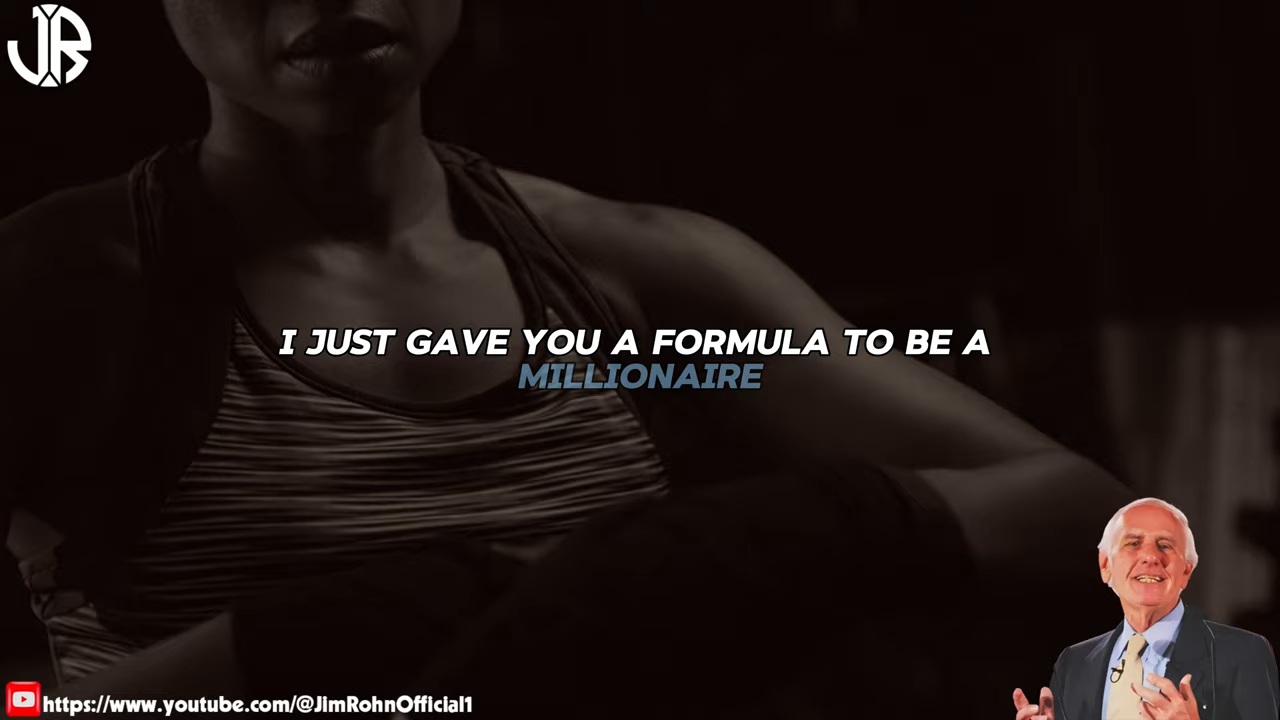 JR
I JUST GAVE YOU A FORMULA TO BE A
MILLIONAIRE
https://www.youtube.com/@JimRohnOfficial1